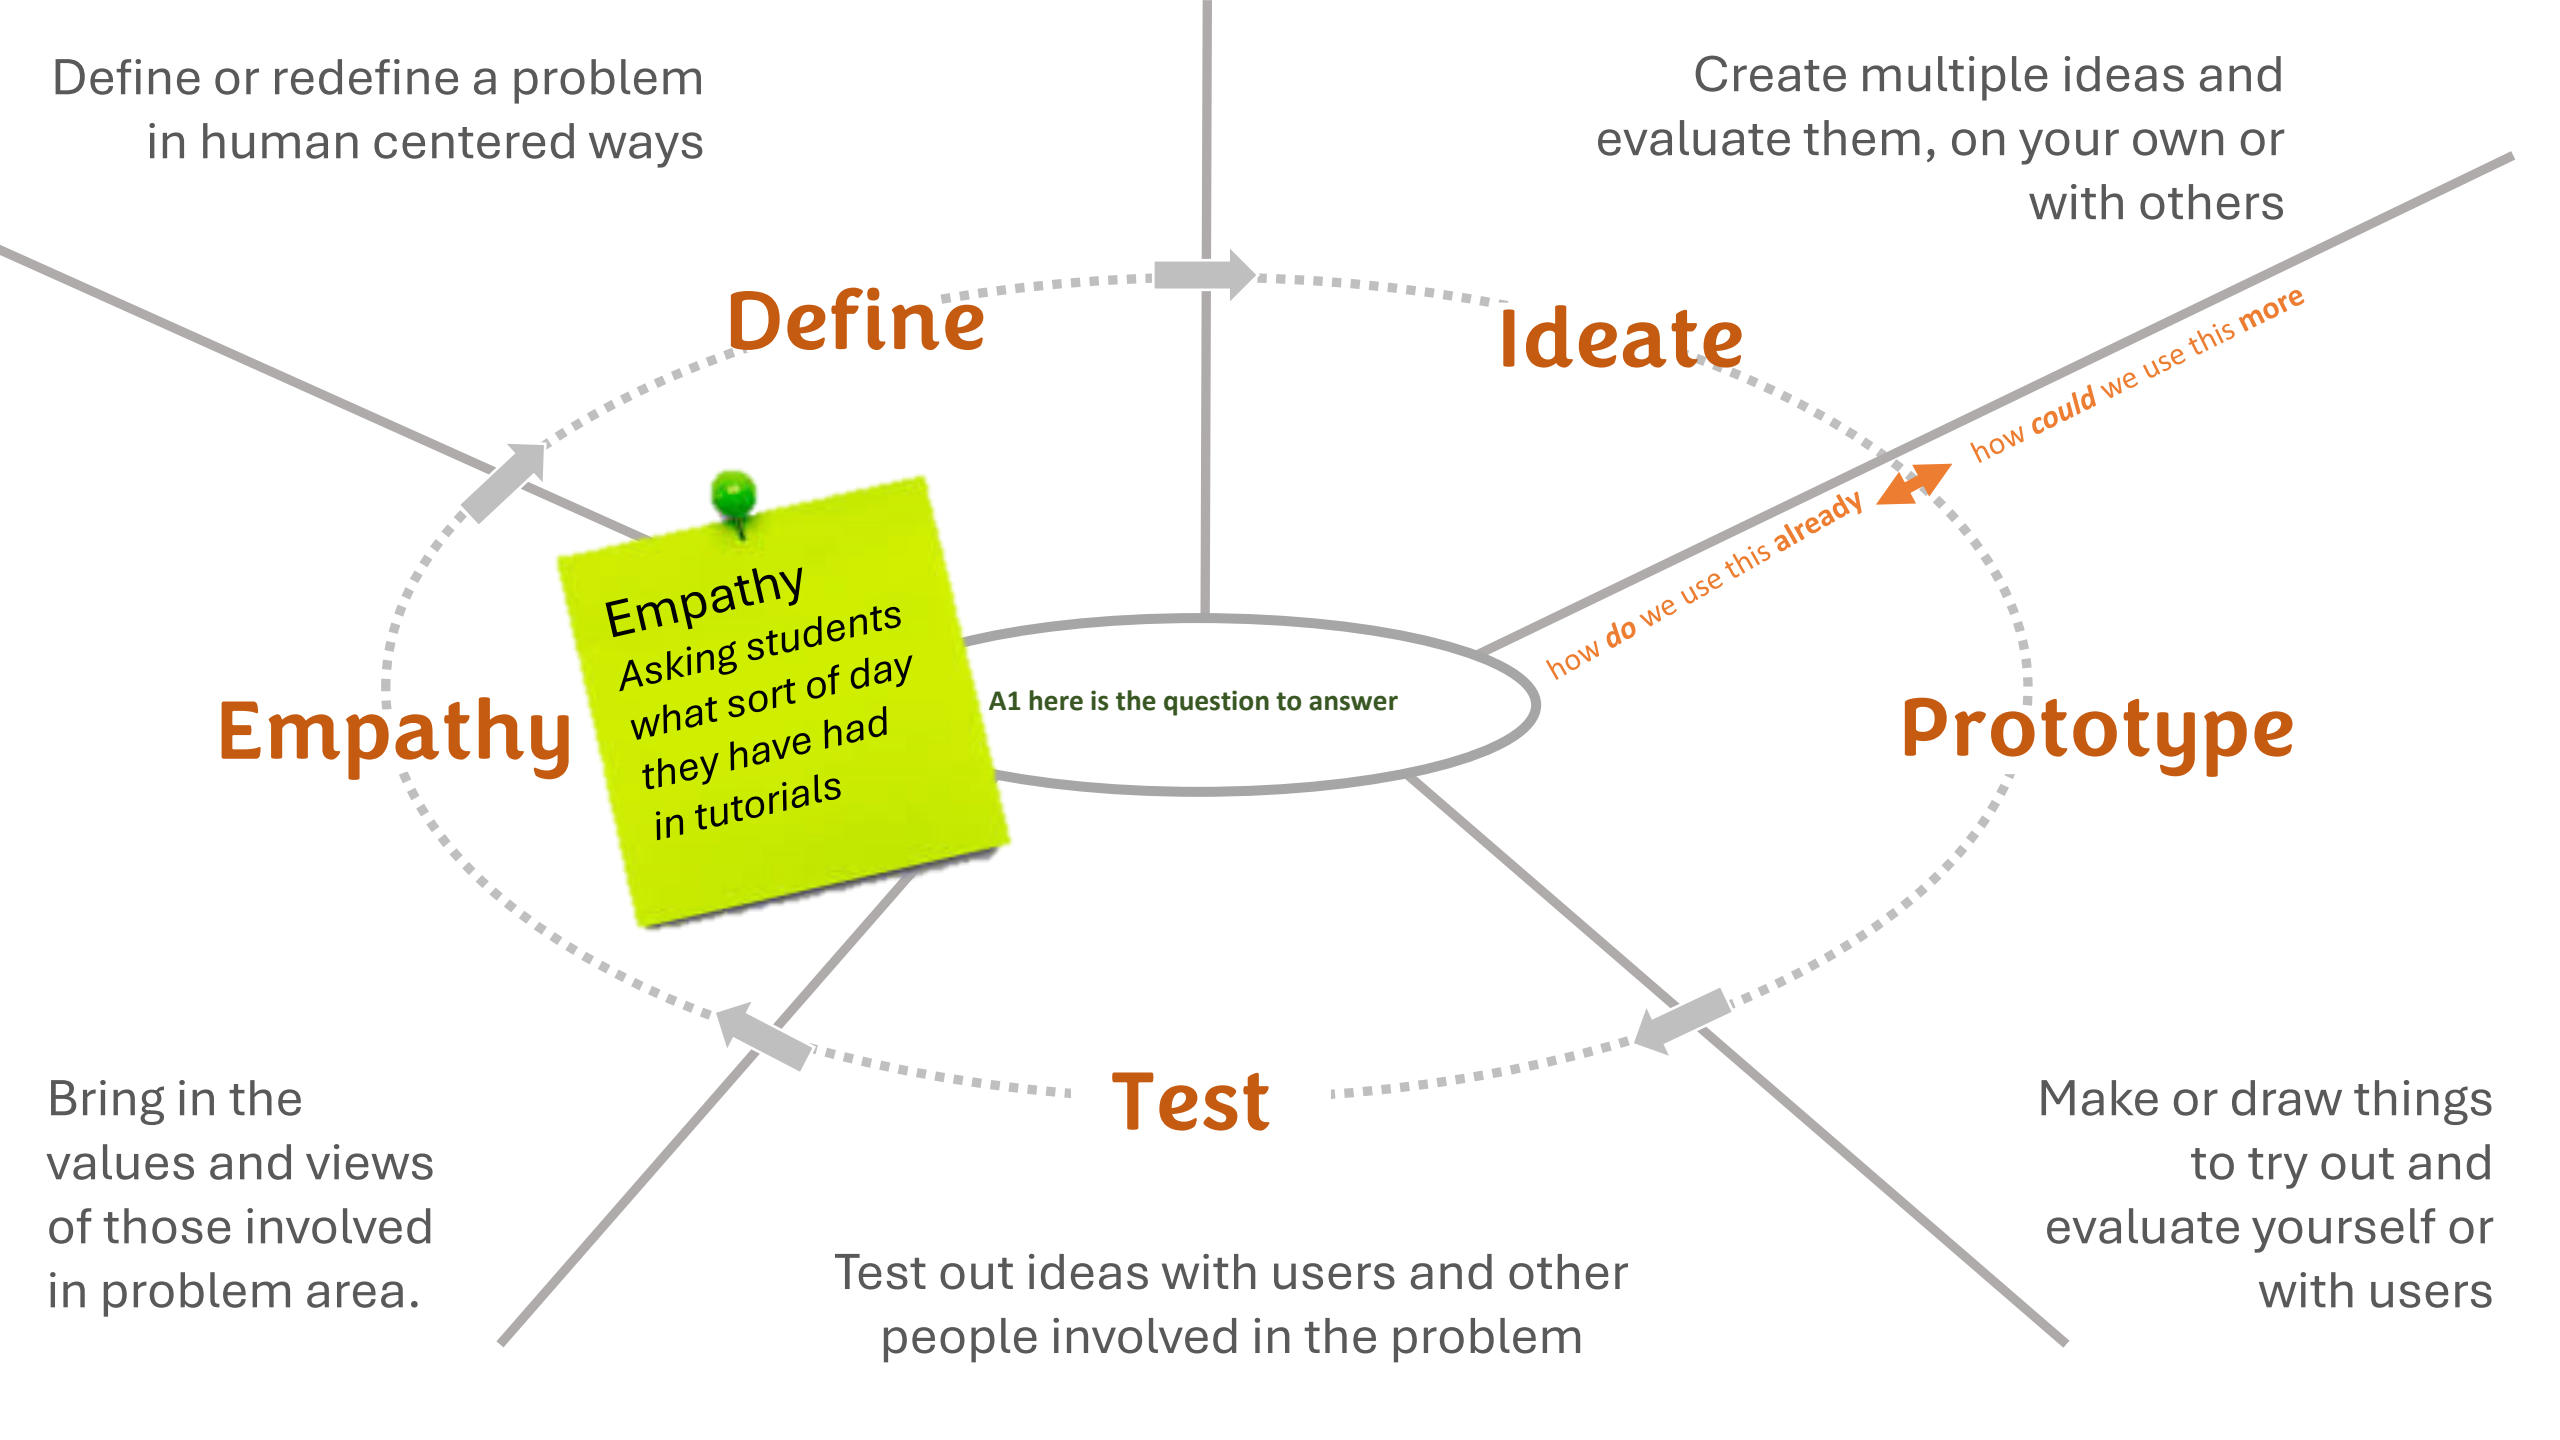 Define or redefine a problem
in human centered ways
Create multiple ideas and
evaluate them, on your own or
with others
Define
Ideate
how could we use this more
how do we use this already
Empathy
Asking students
what sort of day
they have had
in tutorials
A1 here is the question to answer
Empathy
Prototype
Test
Bring in the
values and views
of those involved
in problem area.
Make or draw things
to try out and
evaluate yourself or
with users
Test out ideas with users and other
people involved in the problem